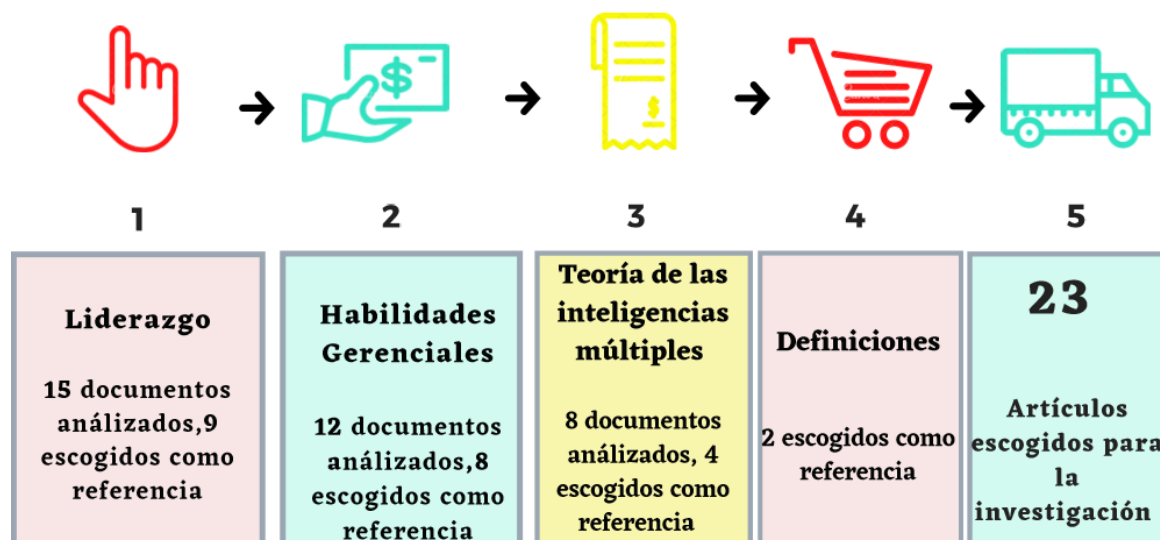 $
$
1
2
3
4
5
Liderazgo
15 documentos
análizados,9
escogidos como
referencia
Habilidades
Gerenciales
12 documentos
análizados,8
escogidos como
referencia
Teoría de las
inteligencias
múltiples
8 documentos
análizados, 4
escogidos como
referencia
Definiciones
2 escogidos como
referencia
23
Artículos
escogidos para
la
investigación